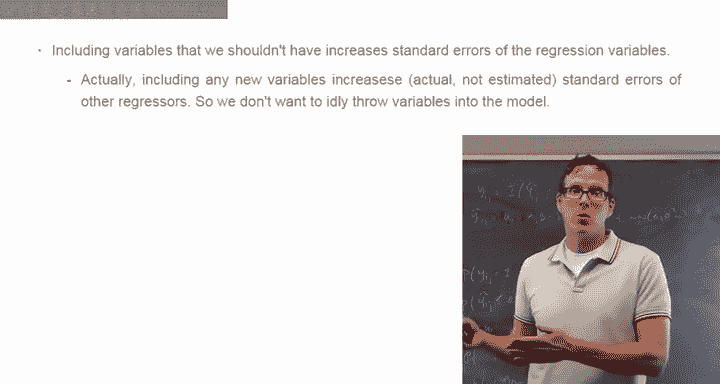 Including variables that we shouldn't have increases standard errors of the regression variables.
- Actually, including any new variables increasese (actual, not estimated) standard errors of
other regressors. So we don't want to idly throw variables into the model.